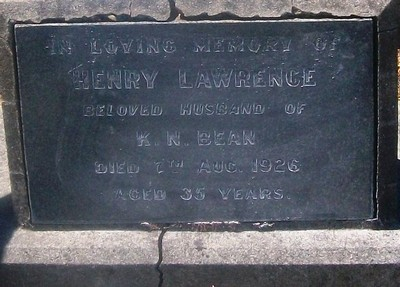 IN LOVING MEMORY OF
HENRY LAWRENCE
BELOVED HUSBAND OF
K. N. BEAN
DIED 7TH AUG. 1926
AGED 35 YEARS.